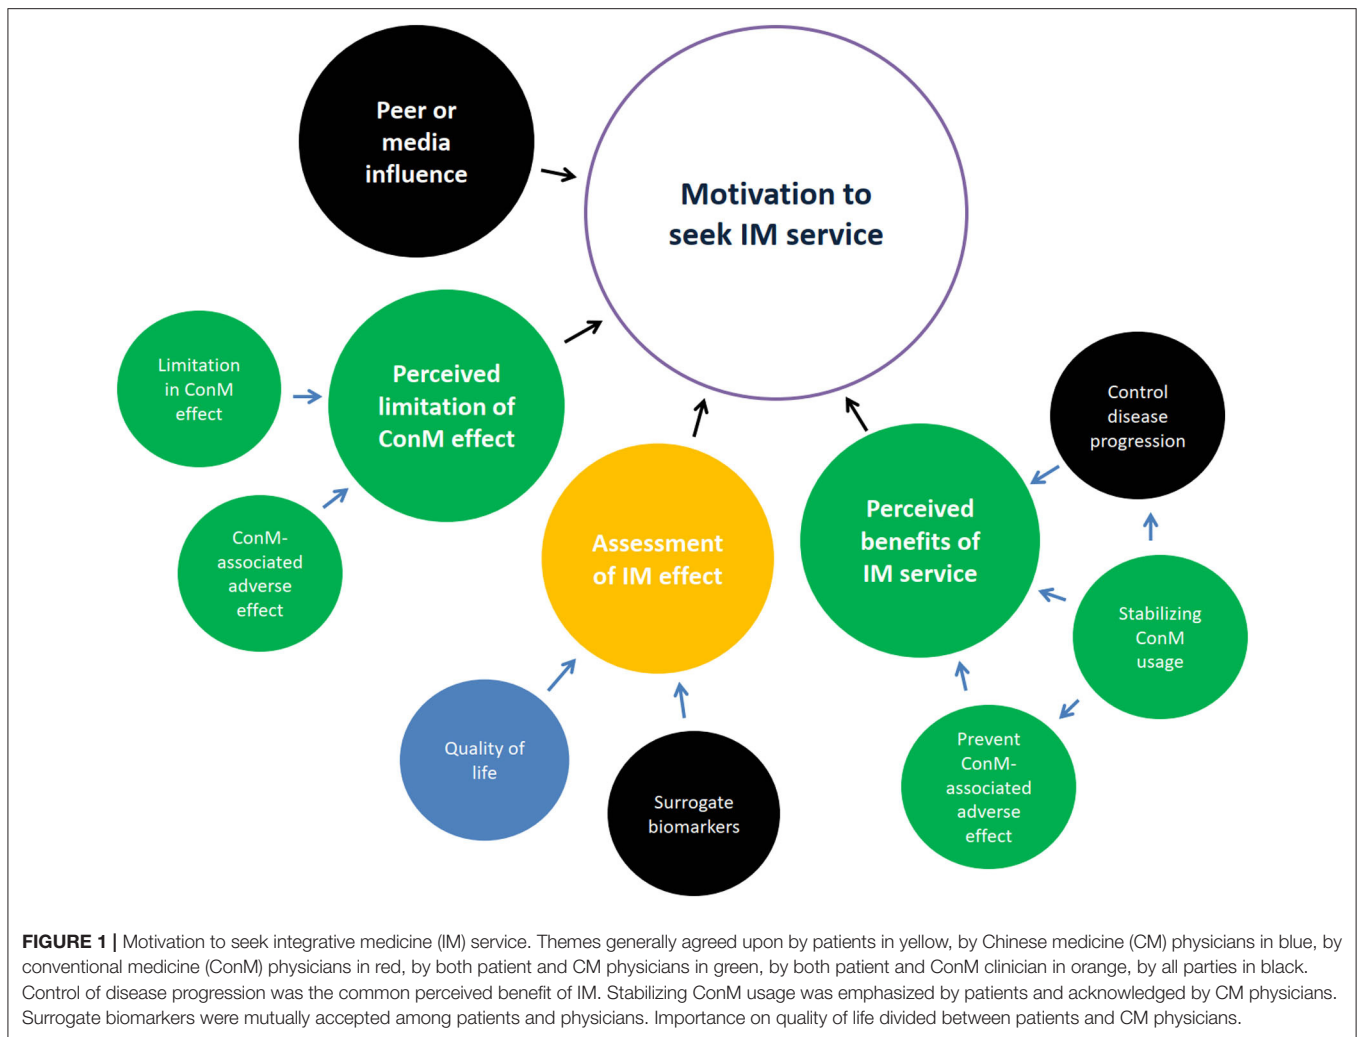 Peer or
media
influence
Motivation to
seek IM service
Limitation
in ConM
effect
Perceived
limitation of
ConM effect
Control
disease
progression
ConM-
associated
adverse
effect
Assessment
of IM effect
Perceived
benefits of
IM service
Stabilizing
ConM
usage
Quality of
life
Surrogate
biomarkers
Prevent
ConM-
associated
adverse
effect
FIGURE 1 | Motivation to seek integrative medicine (IM) service. Themes generally agreed upon by patients in yellow, by Chinese medicine (CM) physicians in blue, by
conventional medicine (ConM) physicians in red, by both patient and CM physicians in green, by both patient and ConM clinician in orange, by all parties in black.
Control of disease progression was the common perceived benefit of IM. Stabilizing ConM usage was emphasized by patients and acknowledged by CM physicians.
Surrogate biomarkers were mutually accepted among patients and physicians. Importance on quality of life divided between patients and CM physicians.